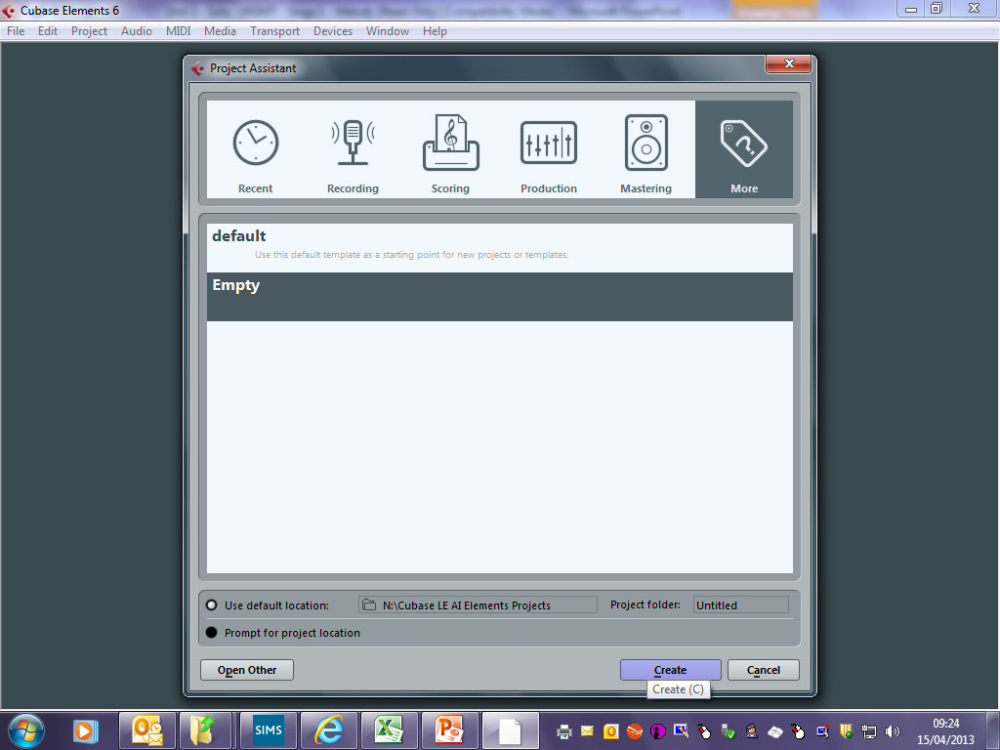 Cubase Elements 6
File Edit Project Audio MIDI Media Transport Devices Window Help
Project Assistant
Recent Recording Scoring Production Mastering More
default
Use this default template as a starting point for new projects or templates.
Empty
Use default location: N:\Cubase LE AI Elements Projects Project folder: Untitled
Prompt for project location
Open Other Create Cancel
Create (C)
SIMS
09:24
15/04/2013